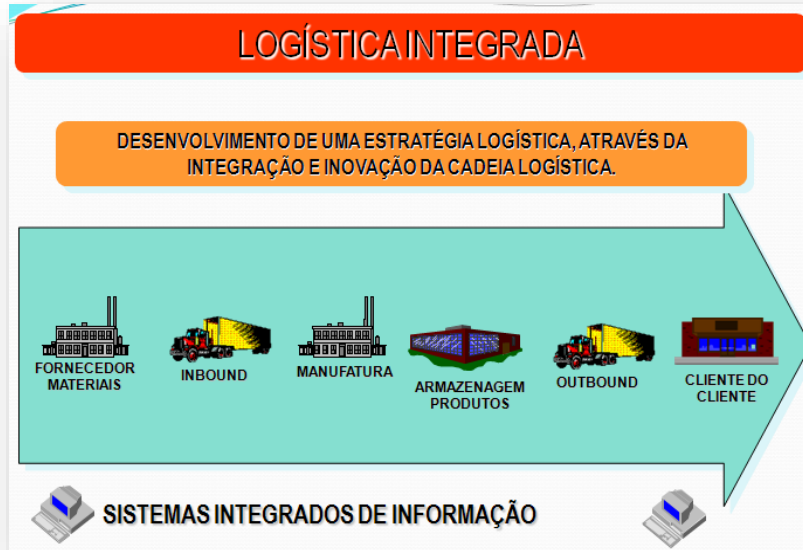 LOGÍSTICA INTEGRADA
DESENVOLVIMENTO DE UMA ESTRATÉGIA LOGÍSTICA, ATRAVÉS DA
INTEGRAÇÃO E INOVAÇÃO DA CADEIA LOGÍSTICA.
FORNECEDOR
MATERIAIS
INBOUND
MANUFATURA
ARMAZENAGEM
PRODUTOS
OUTBOUND
CLIENTE DO
CLIENTE
SISTEMAS INTEGRADOS DE INFORMAÇÃO